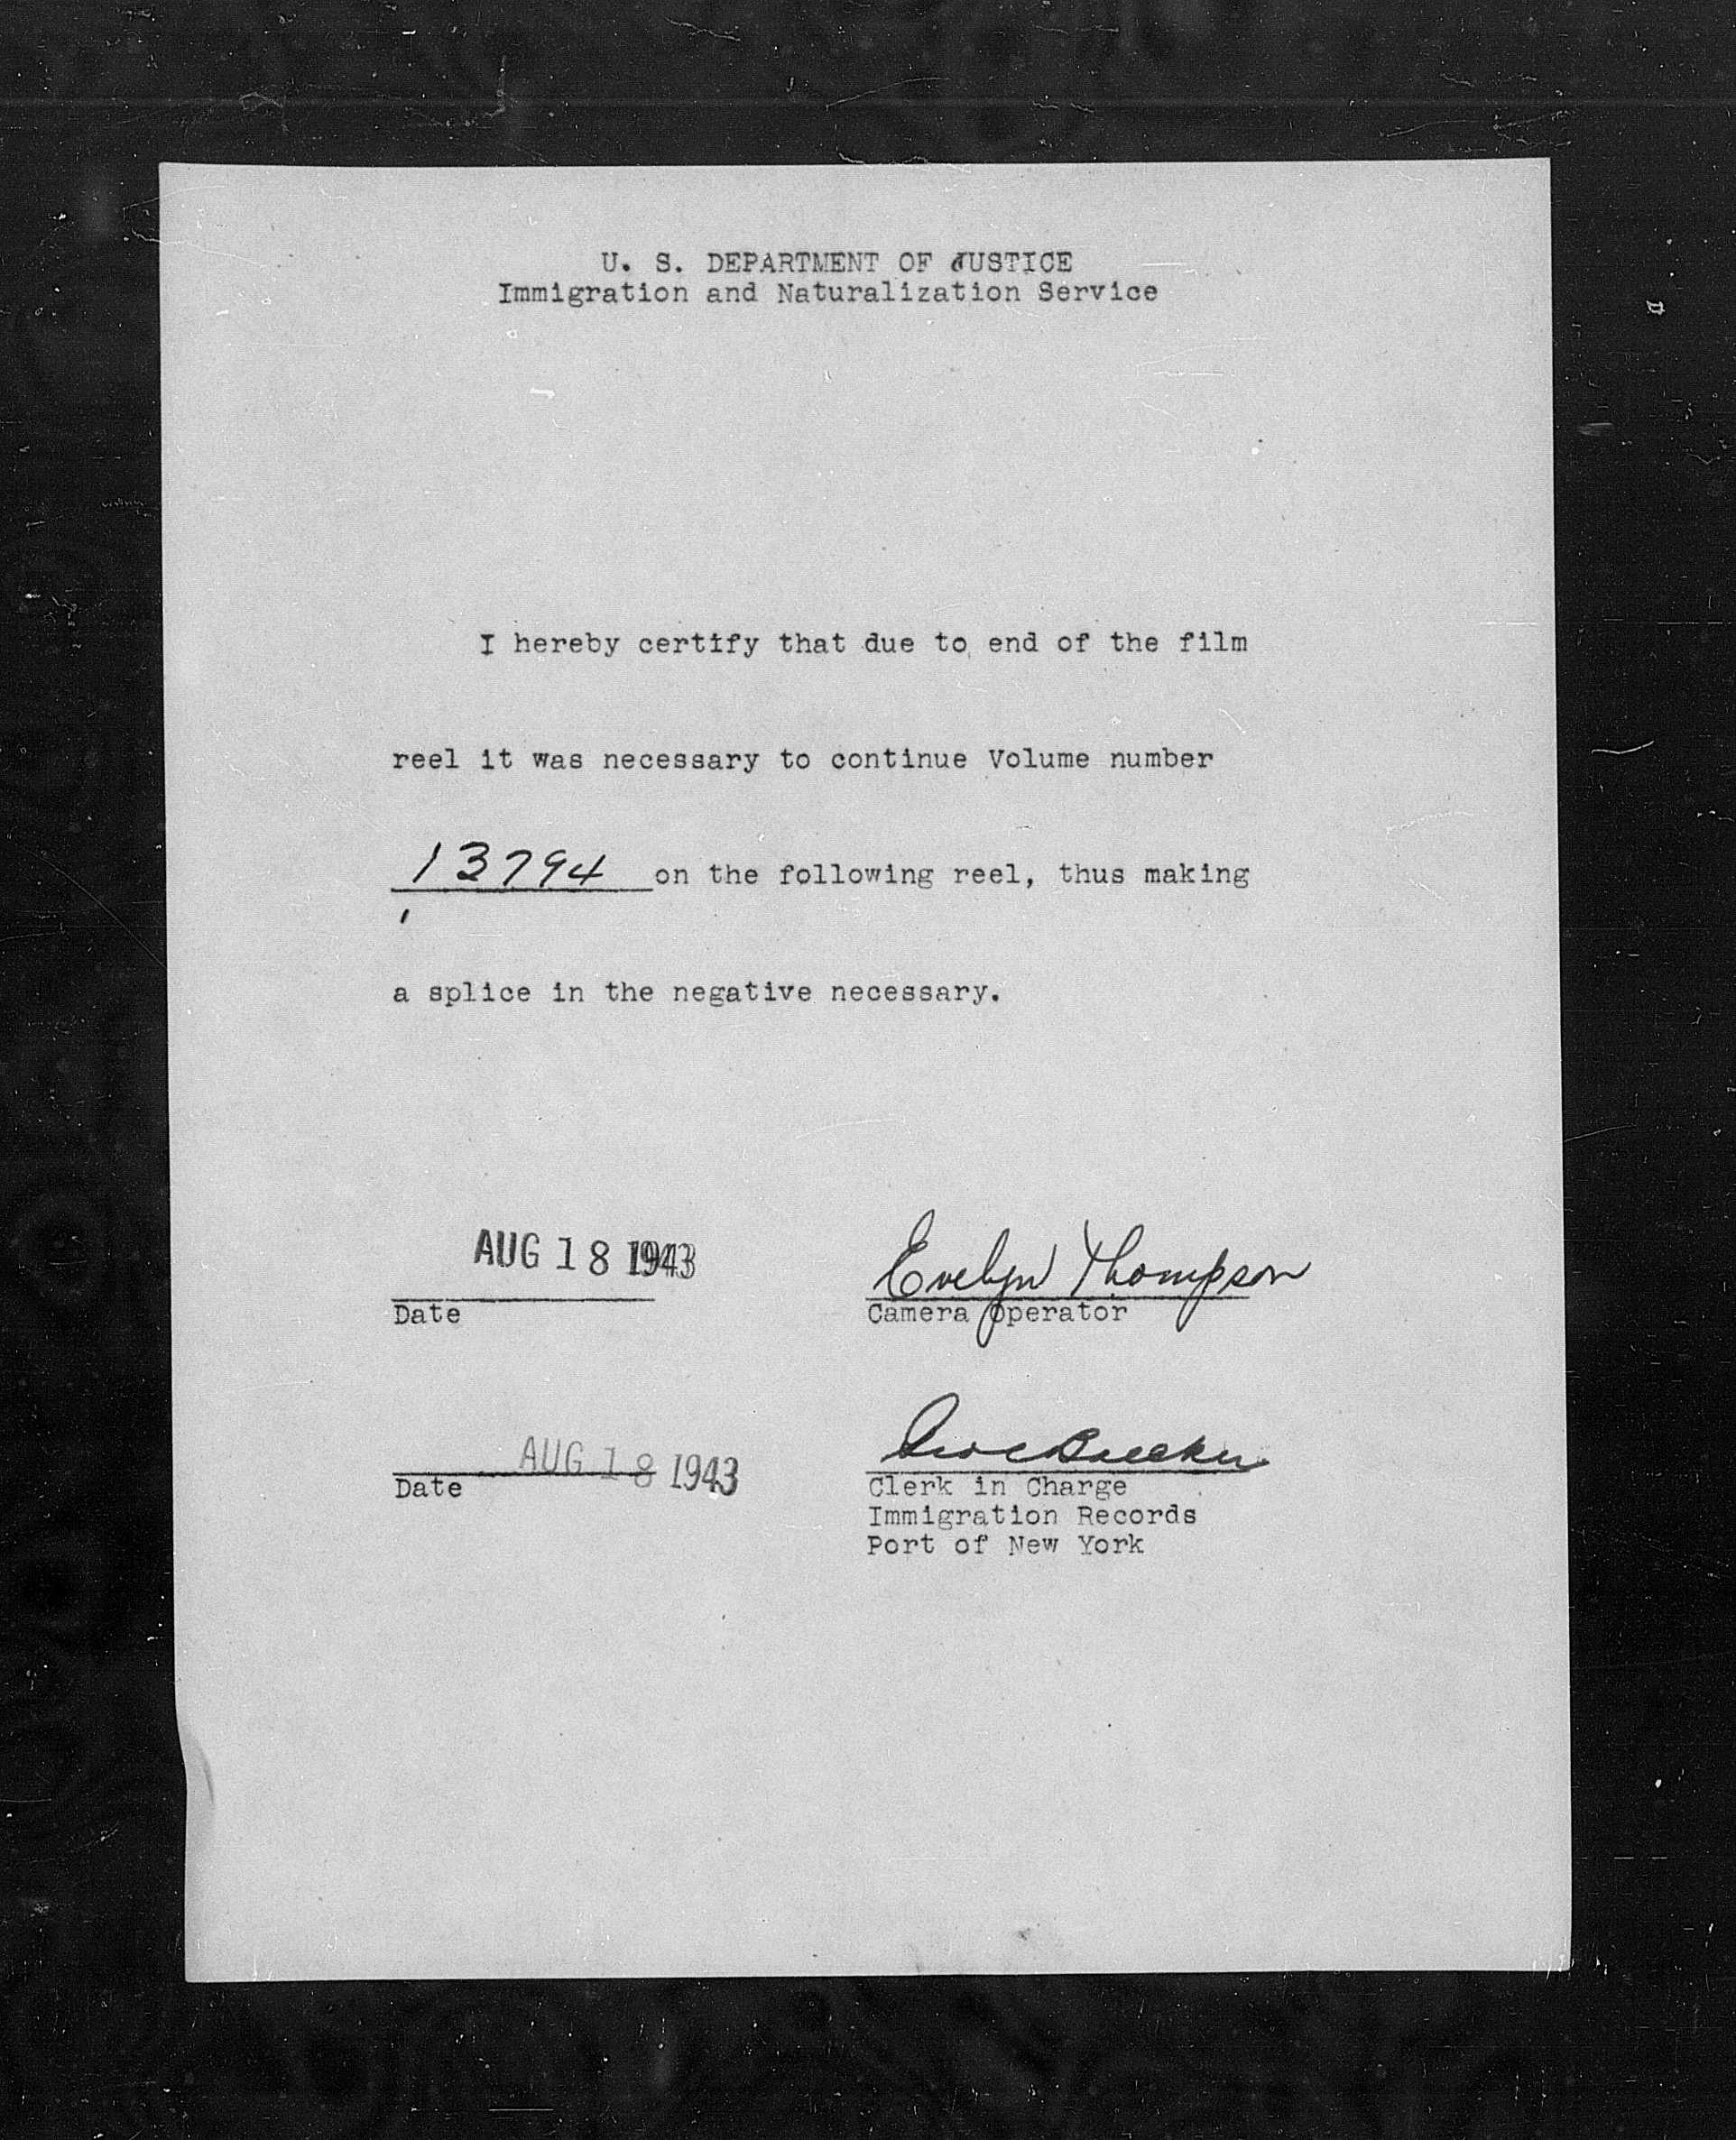 U. S. DEPARTMENT OF JUSTICE
Immigration and Naturalization Service
I hereby certify that due to end of the film
reel it was necessary to continue Volume number
13794 on the following reel, thus making
a splice in the negative necessary.
AUG 18 1943
Evelyn Thompson
Date
Camera Operator
AUG 18 1943
Date
Clerk in Charge
Immigration Records
Port of New York